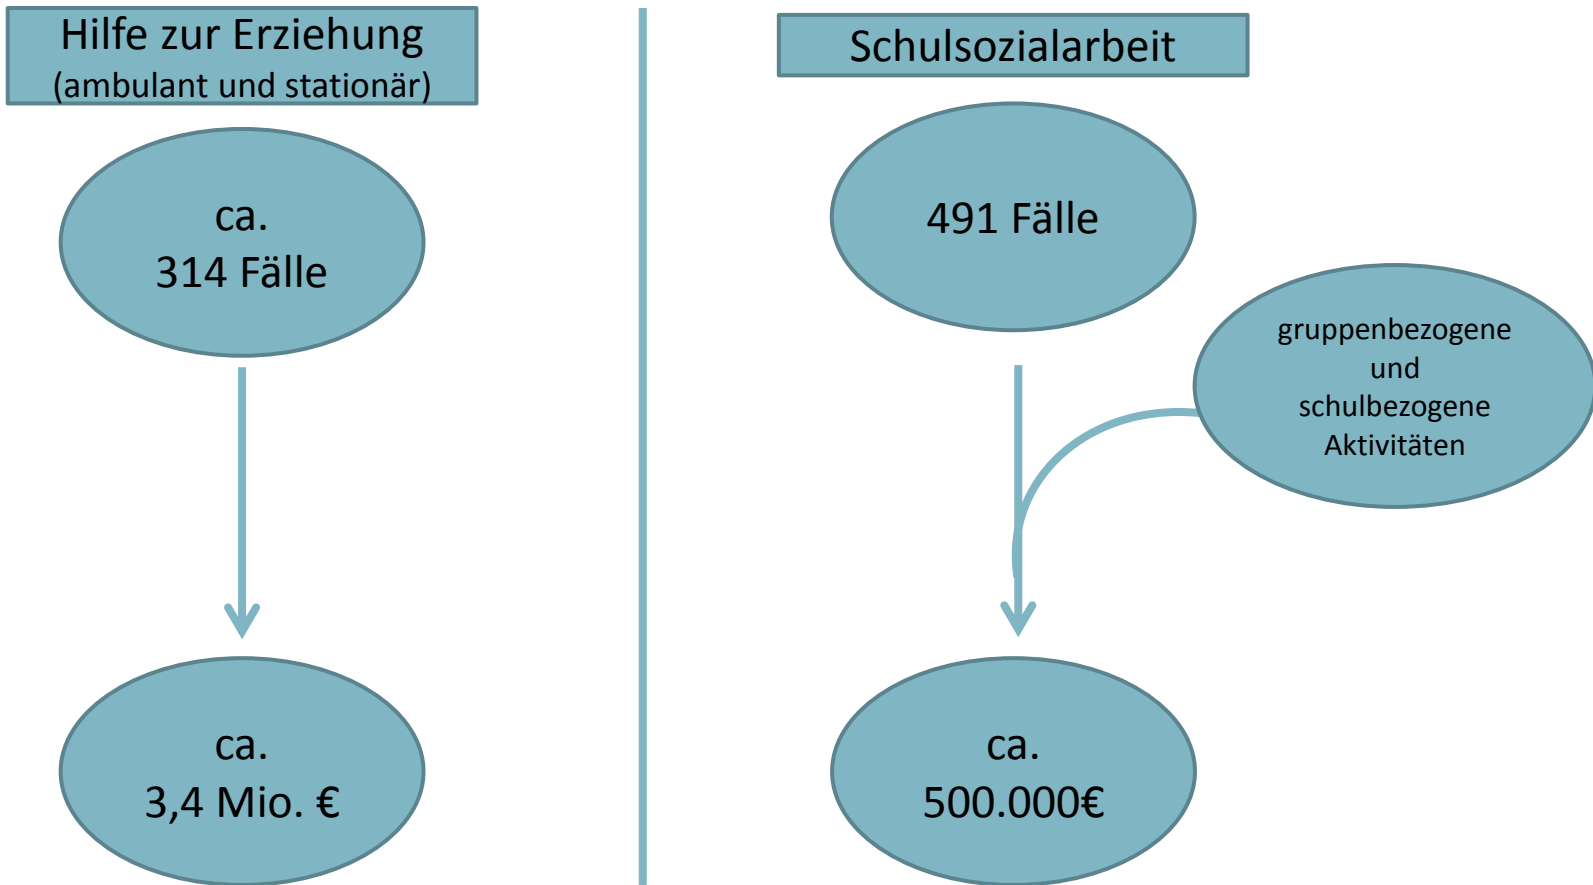 Hilfe zur Erziehung
(ambulant und stationär)
ca.
314 Fälle
ca.
3,4 Mio. €
Schulsozialarbeit
491 Fälle
gruppenbezogene
und
schulbezogene
Aktivitäten
ca.
500.000€